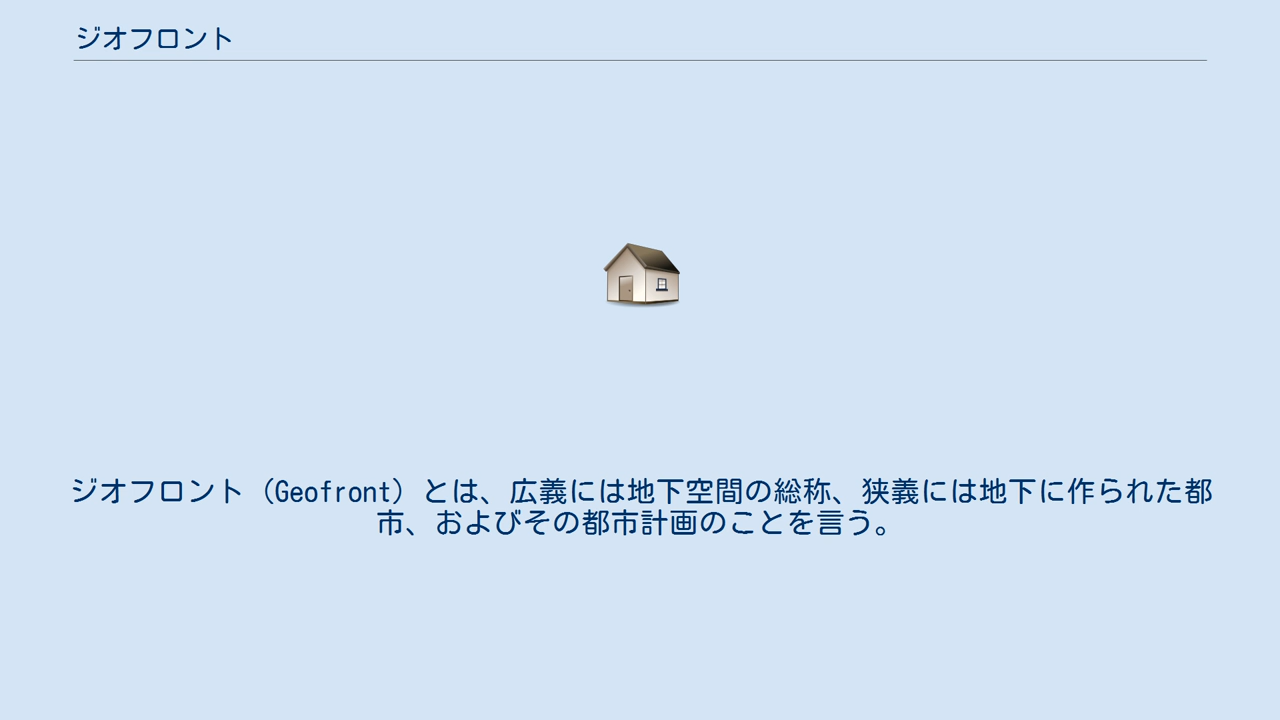 ジオフロント
ジオフロント（Geofront）とは、広義には地下空間の総称、狭義には地下に作られた都
市、およびその都市計画のことを言う。